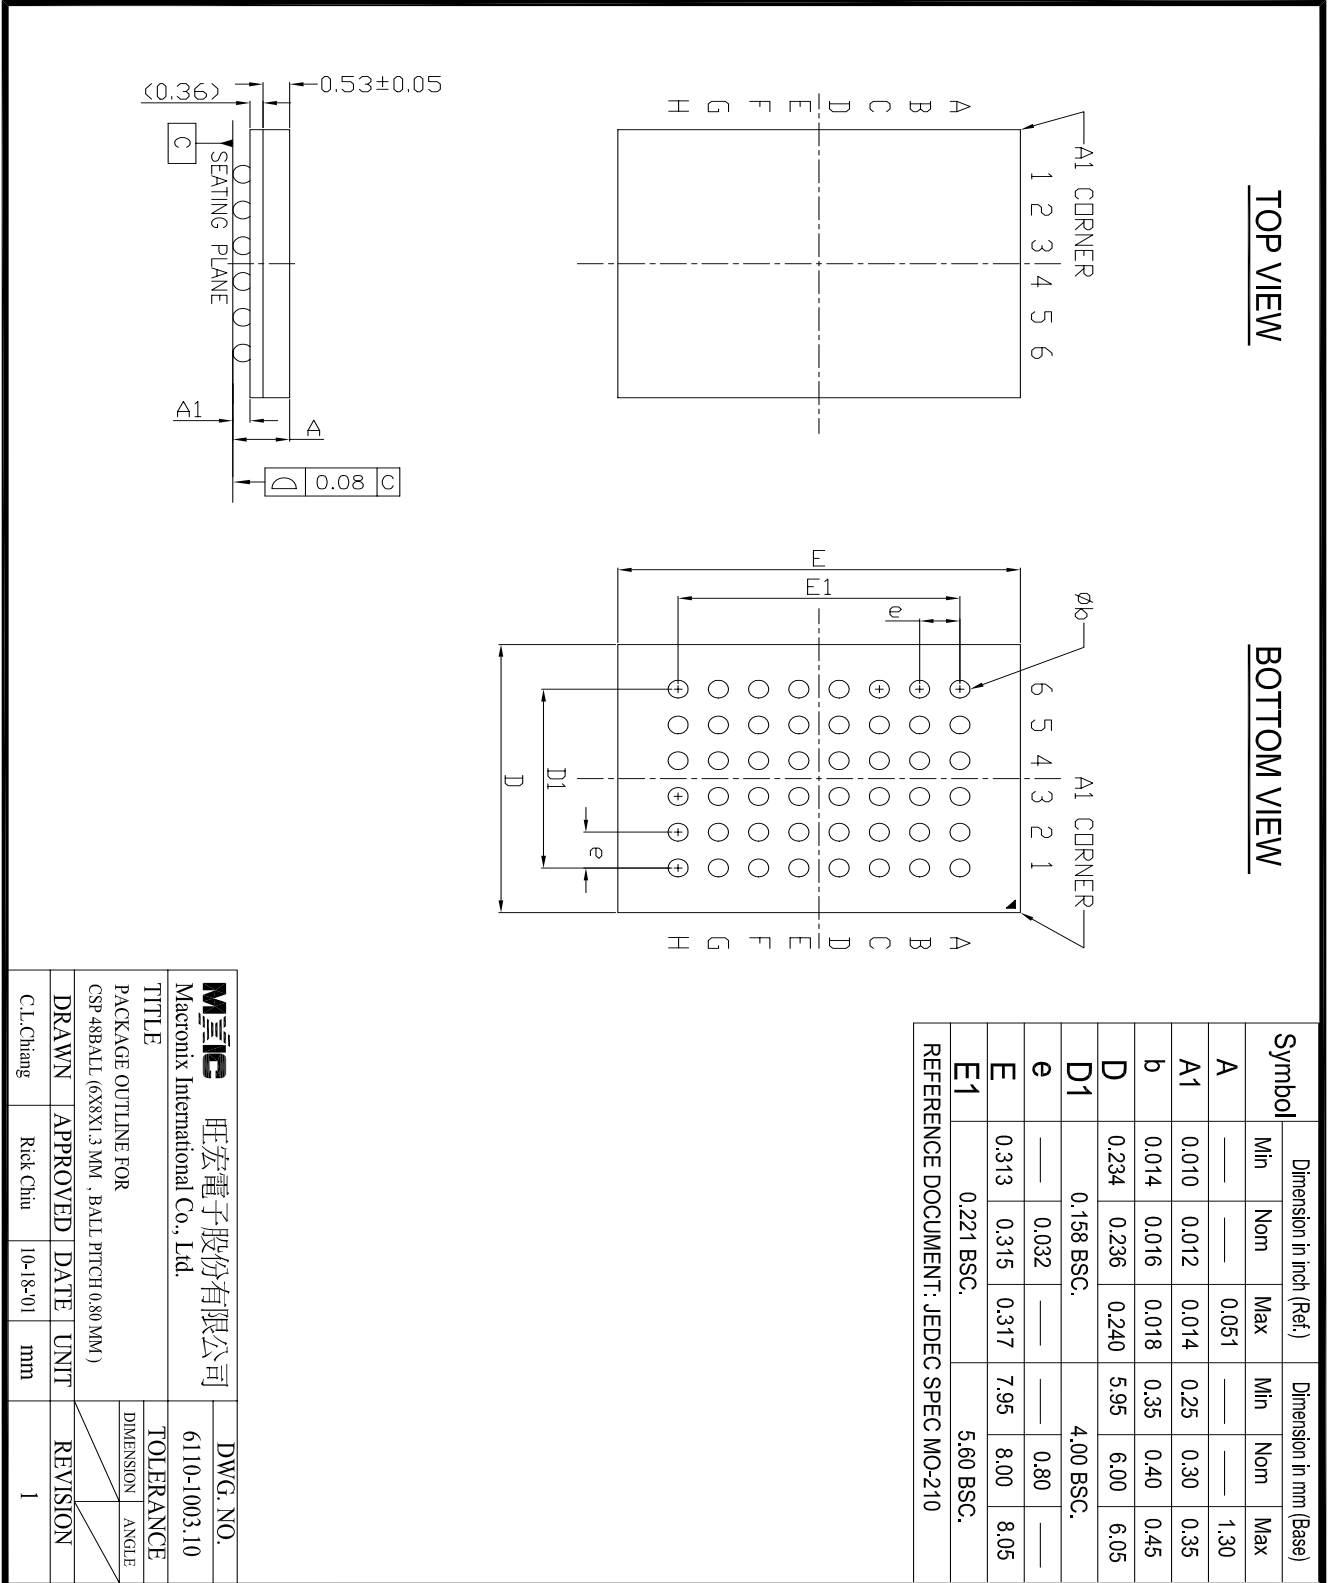 TOP VIEW
BOTTOM VIEW
A1 CORNER
1 2 3 4 5 6
A
B
C
D
E
F
G
H
Øb
6 5 4 3 2 1
A1 CORNER
A
B
C
D
E
F
G
H
e
E1
E
e
D1
D
0.53±0.05
(0.36)
C
SEATING PLANE
A1
A
0.08 C
Symbol Dimension in inch (Ref.) Dimension in mm (Base)
Min Nom Max Min Nom Max
A — — 0.051 — — 1.30
A1 0.010 0.012 0.014 0.25 0.30 0.35
b 0.014 0.016 0.018 0.35 0.40 0.45
D 0.234 0.236 0.240 5.95 6.00 6.05
D1 0.158 BSC. 4.00 BSC.
e — 0.032 — — 0.80 —
E 0.313 0.315 0.317 7.95 8.00 8.05
E1 0.221 BSC. 5.60 BSC.
REFERENCE DOCUMENT: JEDEC SPEC MO-210
MXIC 旺宏電子股份有限公司
Macronix International Co., Ltd.
DWG. NO.
6110-1003.10
TITLE
PACKAGE OUTLINE FOR
CSP 48BALL (6X8X1.3 MM , BALL PITCH 0.80 MM )
TOLERANCE
DIMENSION ANGLE
DRAWN APPROVED DATE UNIT REVISION
C.L.Chiang Rick Chiu 10-18-'01 mm 1